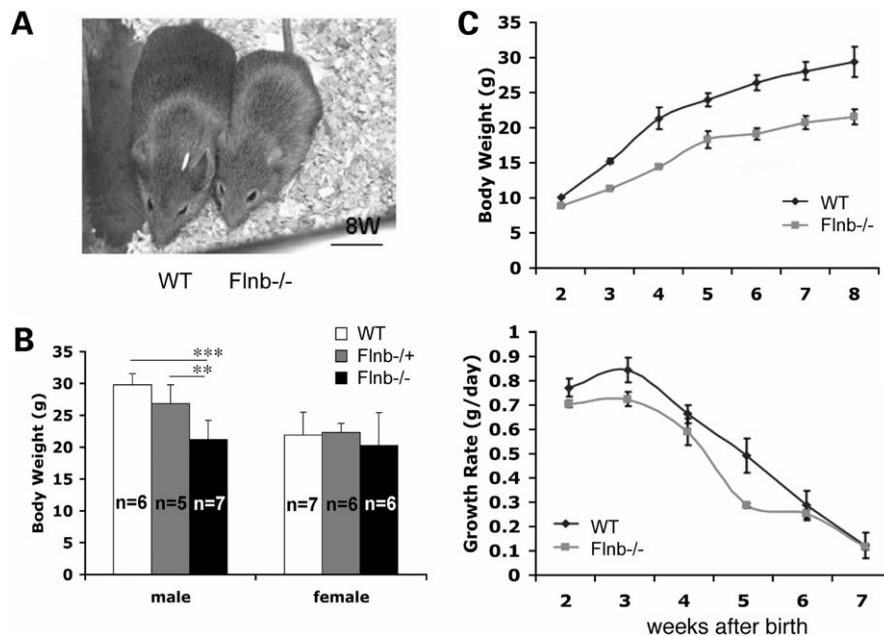 A
8W
WT Flnb-/-
B
WT
Flnb-/+
Flnb-/-
***
**
Body Weight (g)
35
30
25
20
15
10
5
0
n=6 n=5 n=7 n=7 n=6 n=6
male female
C
Body Weight (g)
35
30
25
20
15
10
5
0
WT
Flnb-/-
2 3 4 5 6 7 8
Growth Rate (g/day)
1
0.9
0.8
0.7
0.6
0.5
0.4
0.3
0.2
0.1
0
WT
Flnb-/-
2 3 4 5 6 7
weeks after birth